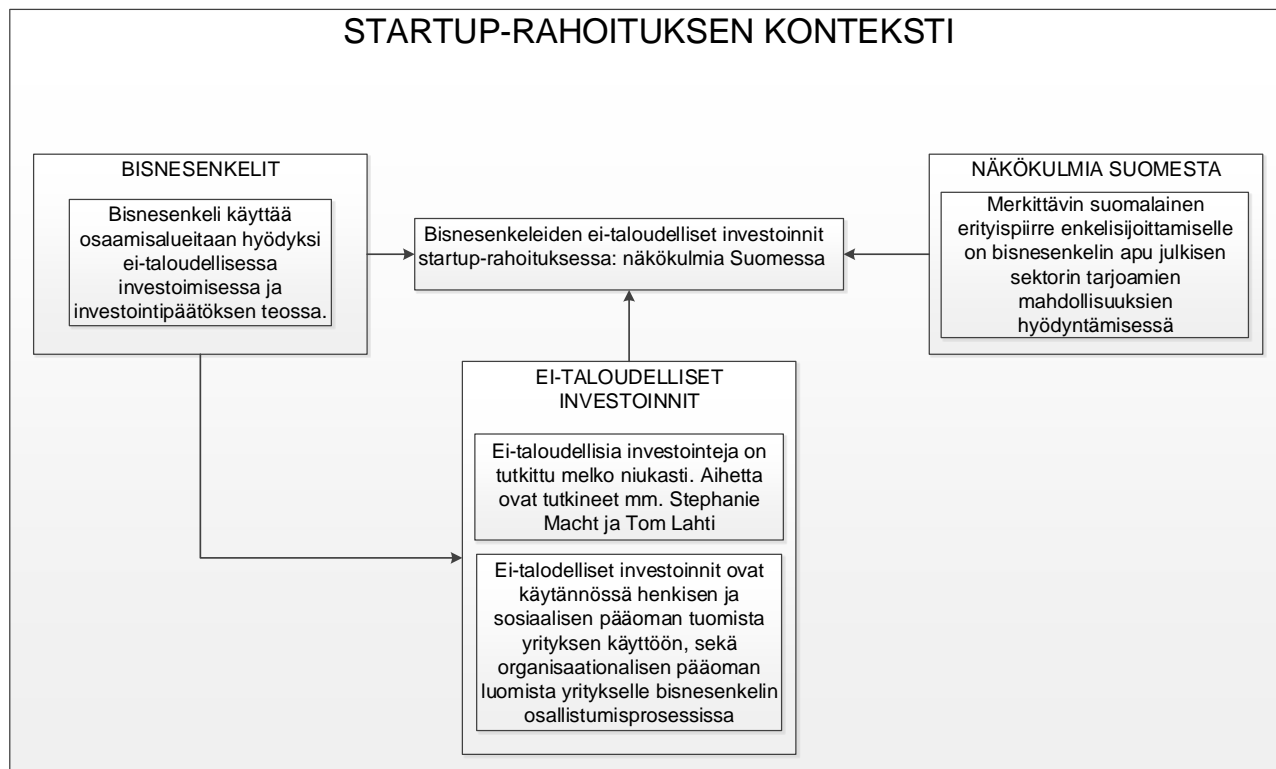 STARTUP-RAHOITUKSEN KONTEKSTI
BISNESENKELIT
Bisnesenkeli käyttää
osaamisalueitaan hyödyksi
ei-taloudellisessa
investoimisessa ja
investointipäätöksen teossa.
Bisnesenkeleiden ei-taloudelliset investoinnit
startup-rahoituksessa: näkökulmia Suomessa
NÄKÖKULMIA SUOMESTA
Merkittävin suomalainen
erityispiirre enkelisijoittamiselle
on bisnesenkelin apu julkisen
sektorin tarjoamien
mahdollisuuksien
hyödyntämisessä
EI-TALOUDELLISET
INVESTOINNIT
Ei-taloudellisia investointeja on
tutkittu melko niukasti. Aihetta
ovat tutkineet mm. Stephanie
Macht ja Tom Lahti
Ei-talodelliset investoinnit ovat
käytännössä henkisen ja
sosiaalisen pääoman tuomista
yrityksen käyttöön, sekä
organisaationalisen pääoman
luomista yritykselle bisnesenkelin
osallistumisprosessissa